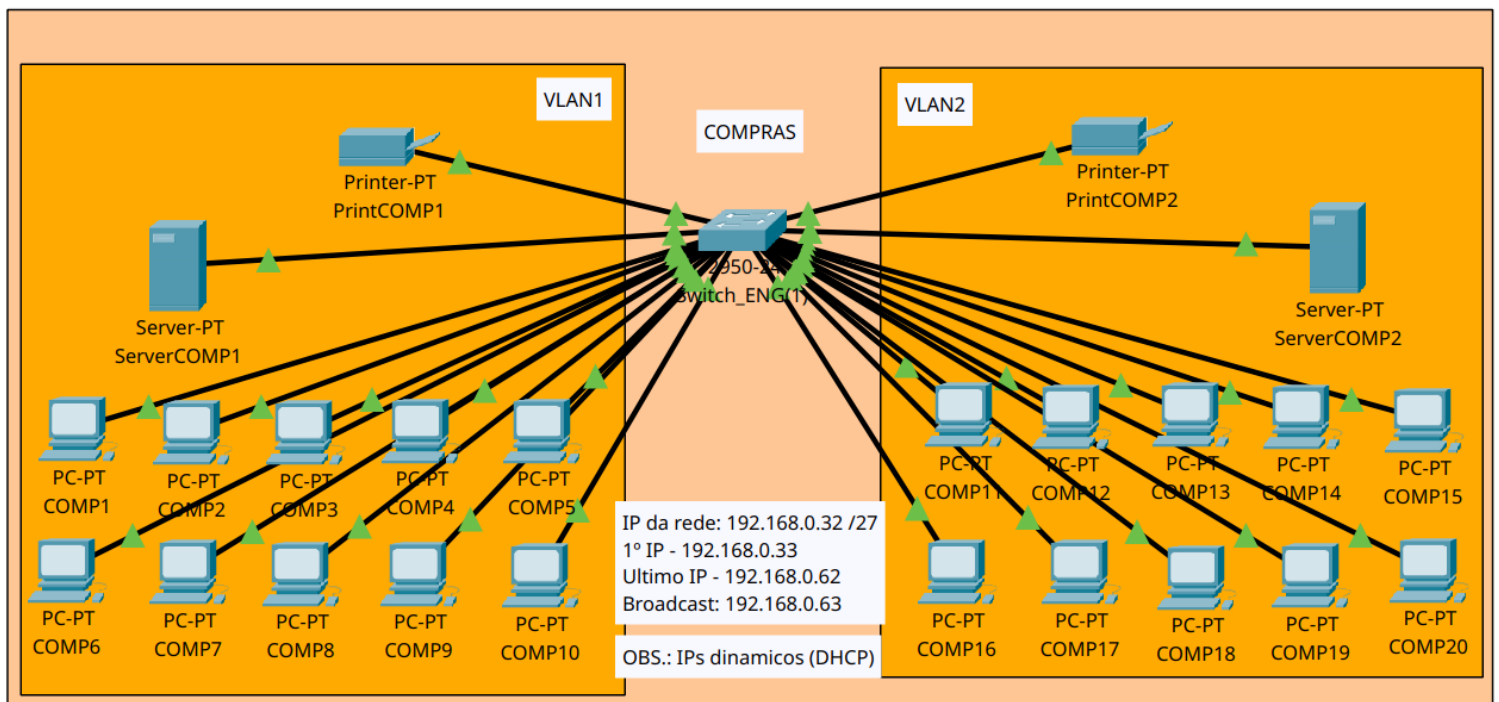 VLAN1
COMPRAS
VLAN2
Printer-PT
PrintCOMP1
Printer-PT
PrintCOMP2
2950-24
Switch_ENG(1)
Server-PT
ServerCOMP1
Server-PT
ServerCOMP2
PC-PT
COMP1
PC-PT
COMP2
PC-PT
COMP3
PC-PT
COMP4
PC-PT
COMP5
PC-PT
COMP11
PC-PT
COMP12
PC-PT
COMP13
PC-PT
COMP14
PC-PT
COMP15
IP da rede: 192.168.0.32 /27
1º IP - 192.168.0.33
Ultimo IP - 192.168.0.62
Broadcast: 192.168.0.63
OBS.: IPs dinamicos (DHCP)
PC-PT
COMP6
PC-PT
COMP7
PC-PT
COMP8
PC-PT
COMP9
PC-PT
COMP10
PC-PT
COMP16
PC-PT
COMP17
PC-PT
COMP18
PC-PT
COMP19
PC-PT
COMP20